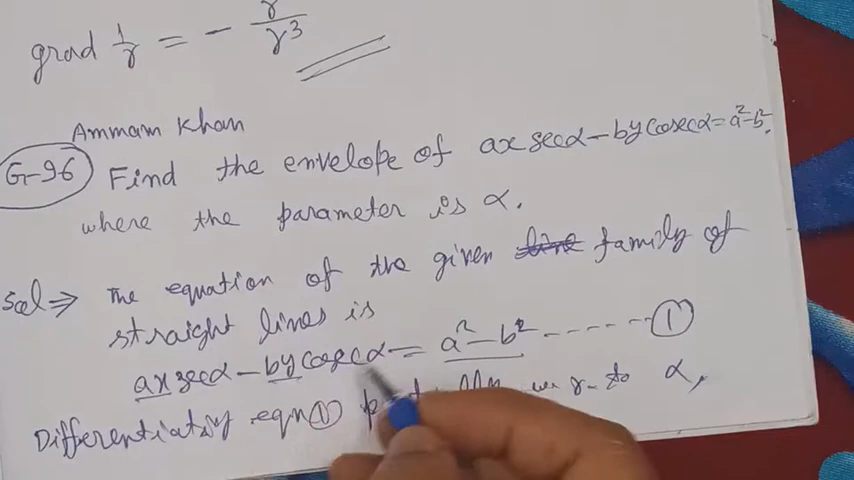 grad 1/r = - r/r³
Ammam Khan
G-96 Find the envelope of ax secα - by cosecα = a² - b².
where the parameter is α.
Sol ⇒ The equation of the given line family of
straight lines is
ax secα - by cosecα = a² - b² ------ ①
Differentiating eqn ① w. r. to α,